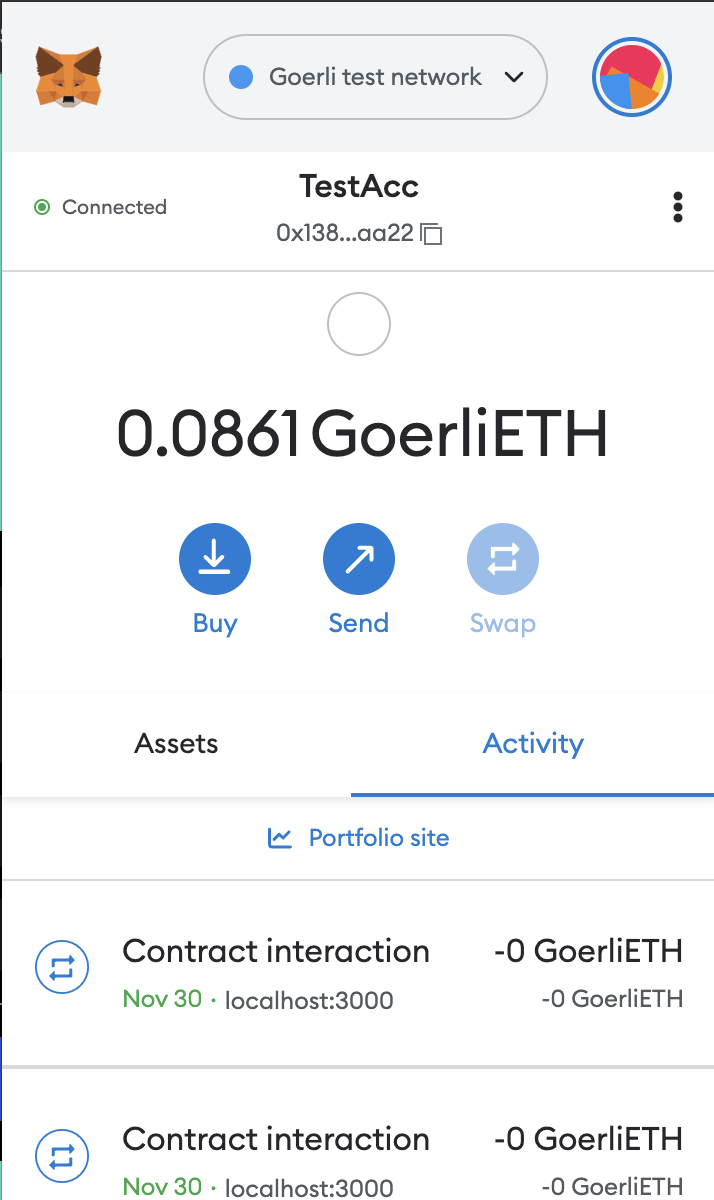 Goerli test network
Connected
TestAcc
0x138...aa22
0.0861 GoerliETH
Buy
Send
Swap
Assets
Activity
Portfolio site
Contract interaction
-0 GoerliETH
Nov 30 · localhost:3000
-0 GoerliETH
Contract interaction
-0 GoerliETH
Nov 30 · localhost:3000
-0 GoerliETH